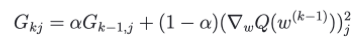 $G_{kj} = \alpha G_{k-1,j} + (1-\alpha)(\nabla_w Q(w^{(k-1)}))_j^2$